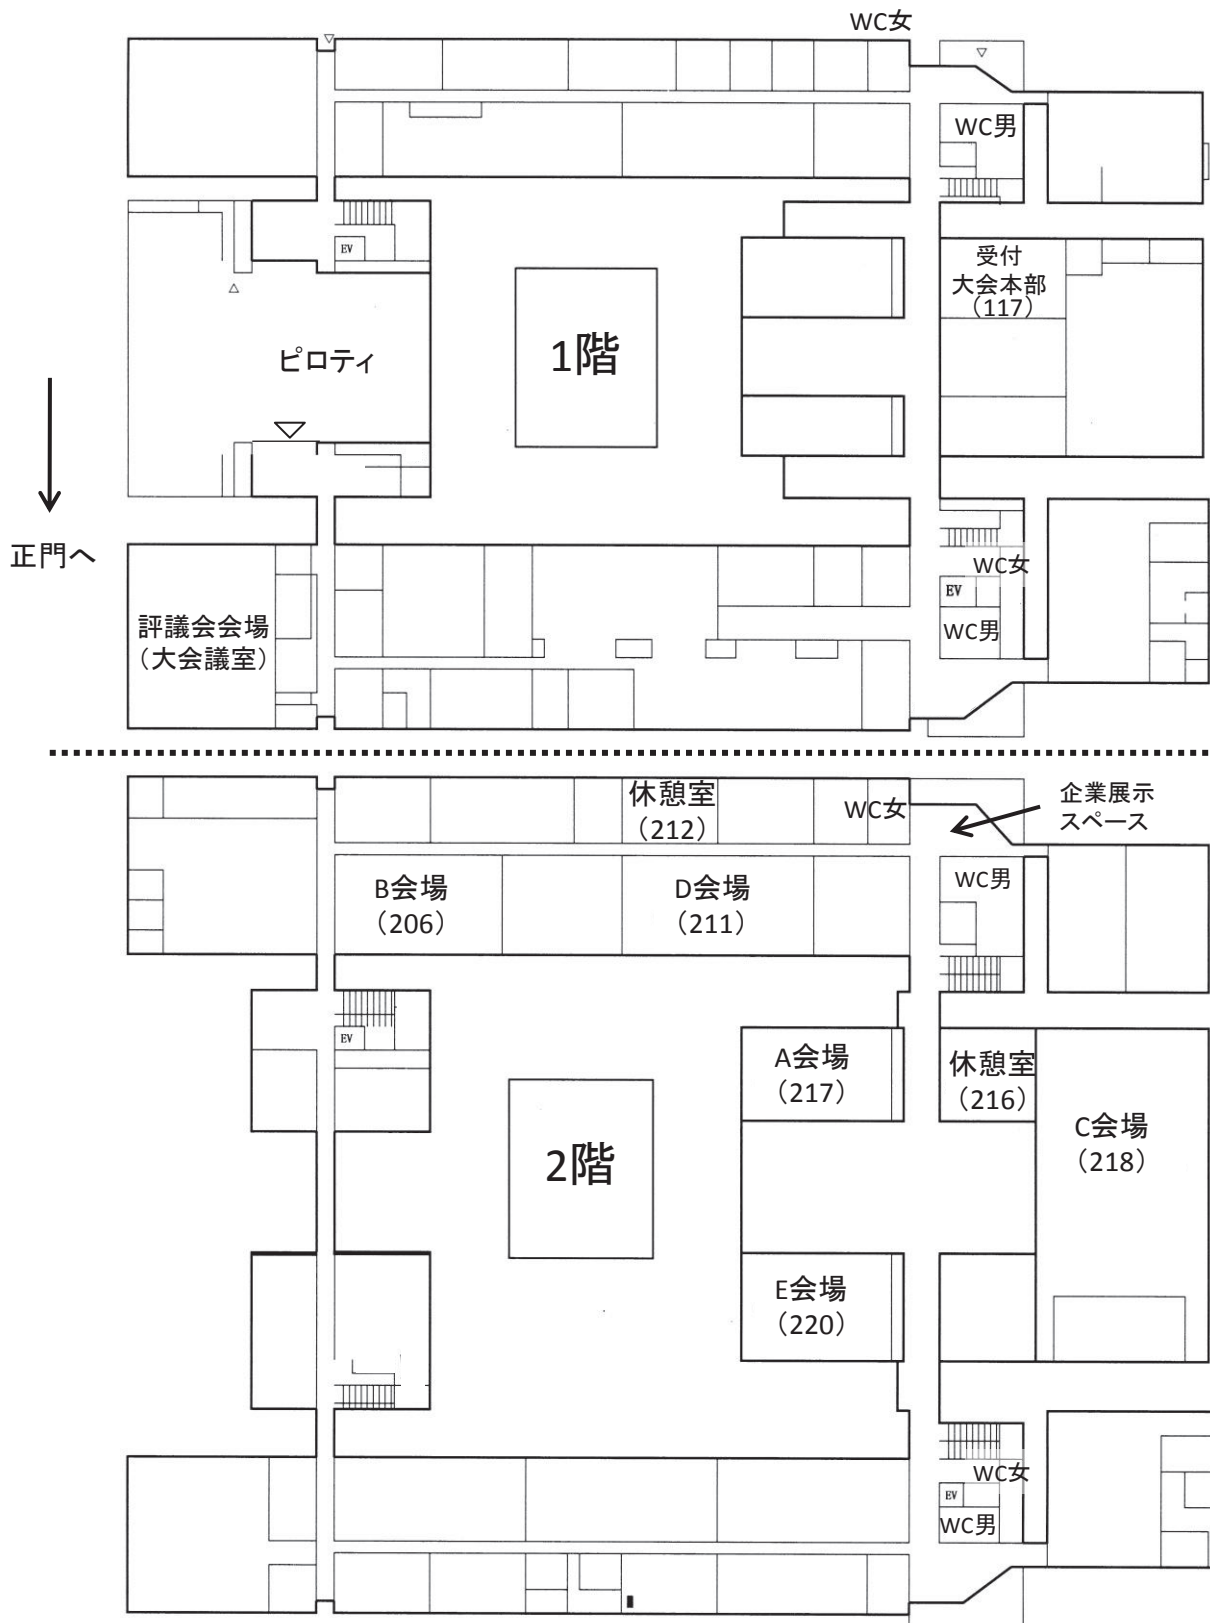 WC女
WC男
受付
大会本部
（117）
EV
1階
ピロティ
正門へ
WC女
EV
WC男
評議会会場
（大会議室）
休憩室
（212）
WC女
企業展示
スペース
B会場
（206）
D会場
（211）
WC男
EV
A会場
（217）
休憩室
（216）
C会場
（218）
2階
E会場
（220）
WC女
EV
WC男